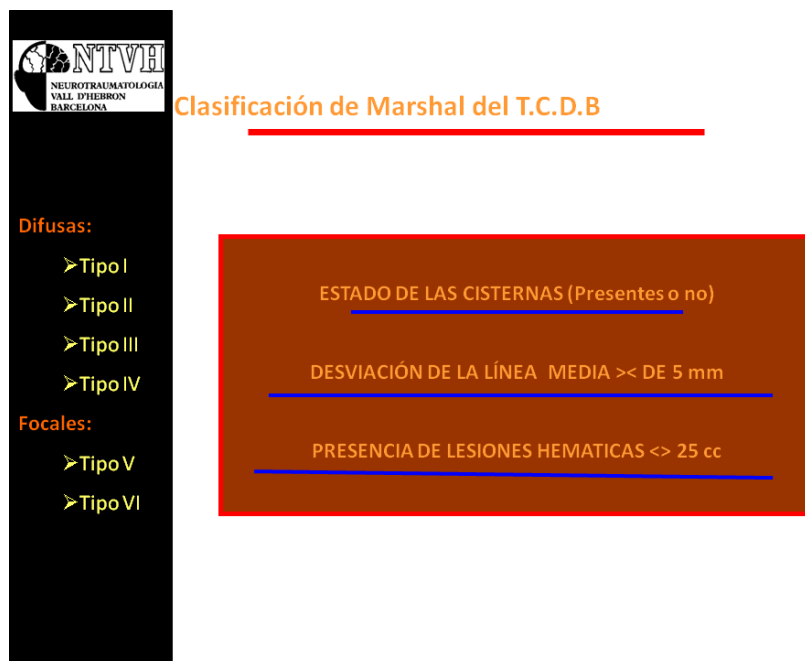 NTVH
NEUROTRAUMATOLOGIA
VALL D'HEBRON
BARCELONA
Clasificación de Marshal del T.C.D.B
Difusas:
➢Tipo I
➢Tipo II
➢Tipo III
➢Tipo IV
Focales:
➢Tipo V
➢Tipo VI
ESTADO DE LAS CISTERNAS (Presentes o no)
DESVIACIÓN DE LA LÍNEA MEDIA >< DE 5 mm
PRESENCIA DE LESIONES HEMATICAS <> 25 cc